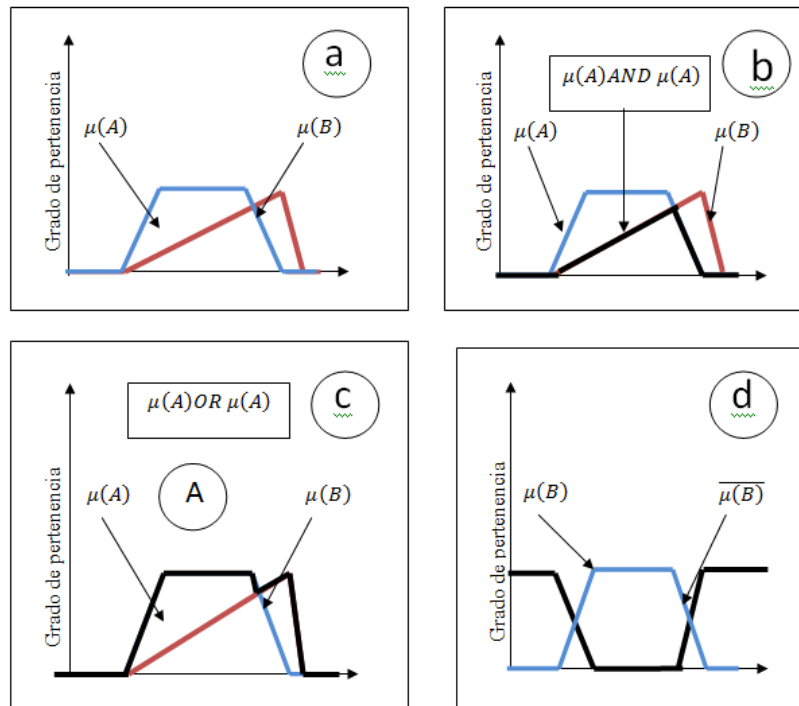 a
Grado de pertenencia
μ(A)
μ(B)
b
μ(A)AND μ(A)
Grado de pertenencia
μ(A)
μ(B)
c
μ(A)OR μ(A)
A
Grado de pertenencia
μ(A)
μ(B)
d
Grado de pertenencia
μ(B)
\overline{μ(B)}